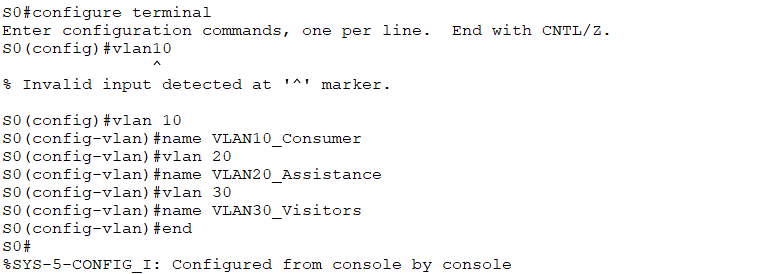 S0#configure terminal
Enter configuration commands, one per line.  End with CNTL/Z.
S0(config)#vlan10
^
% Invalid input detected at '^' marker.
S0(config)#vlan 10
S0(config-vlan)#name VLAN10_Consumer
S0(config-vlan)#vlan 20
S0(config-vlan)#name VLAN20_Assistance
S0(config-vlan)#vlan 30
S0(config-vlan)#name VLAN30_Visitors
S0(config-vlan)#end
S0#
%SYS-5-CONFIG_I: Configured from console by console